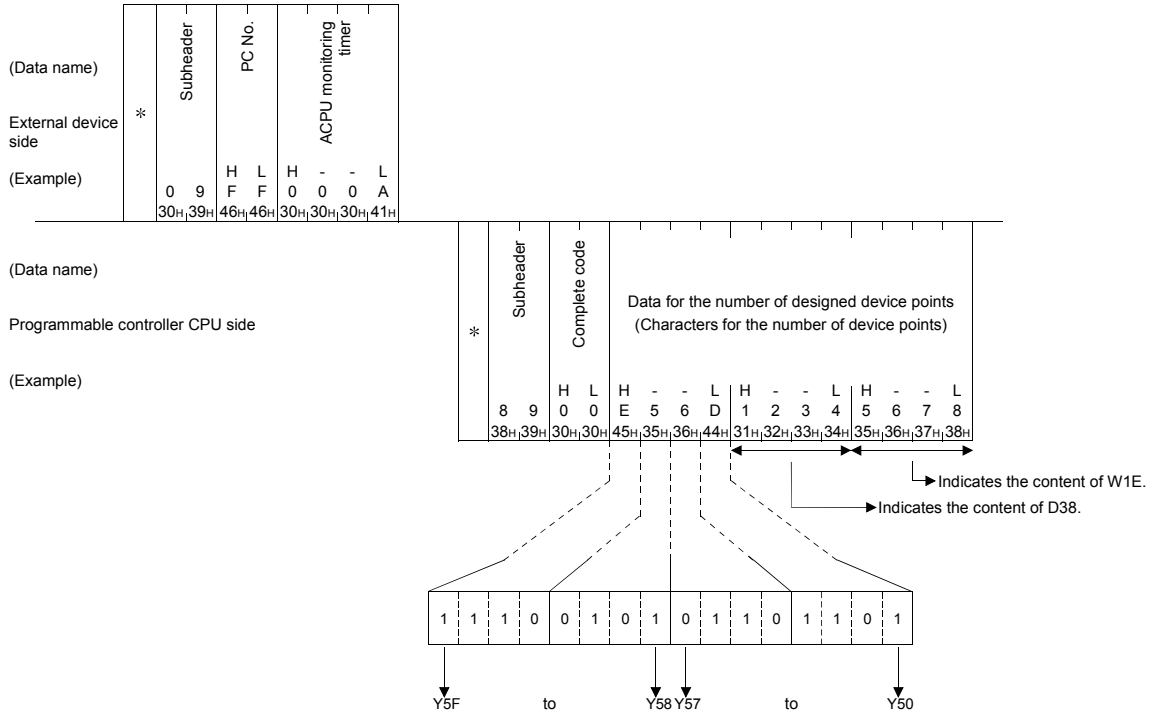 (Data name)
External device side
(Example)
*
Subheader
PC No.
ACPU monitoring timer
H L H - - L
0 9 F F 0 0 0 A
30H 39H 46H 46H 30H 30H 30H 41H
(Data name)
Programmable controller CPU side
(Example)
*
Subheader
Complete code
Data for the number of designed device points
(Characters for the number of device points)
H L H - - L H - - L H - - L
8 9 0 0 E 5 6 D 1 2 3 4 5 6 7 8
38H 39H 30H 30H 45H 35H 36H 44H 31H 32H 33H 34H 35H 36H 37H 38H
Indicates the content of W1E.
Indicates the content of D38.
1 1 1 0 0 1 0 1 0 1 1 0 1 1 0 1
Y5F to Y58 Y57 to Y50